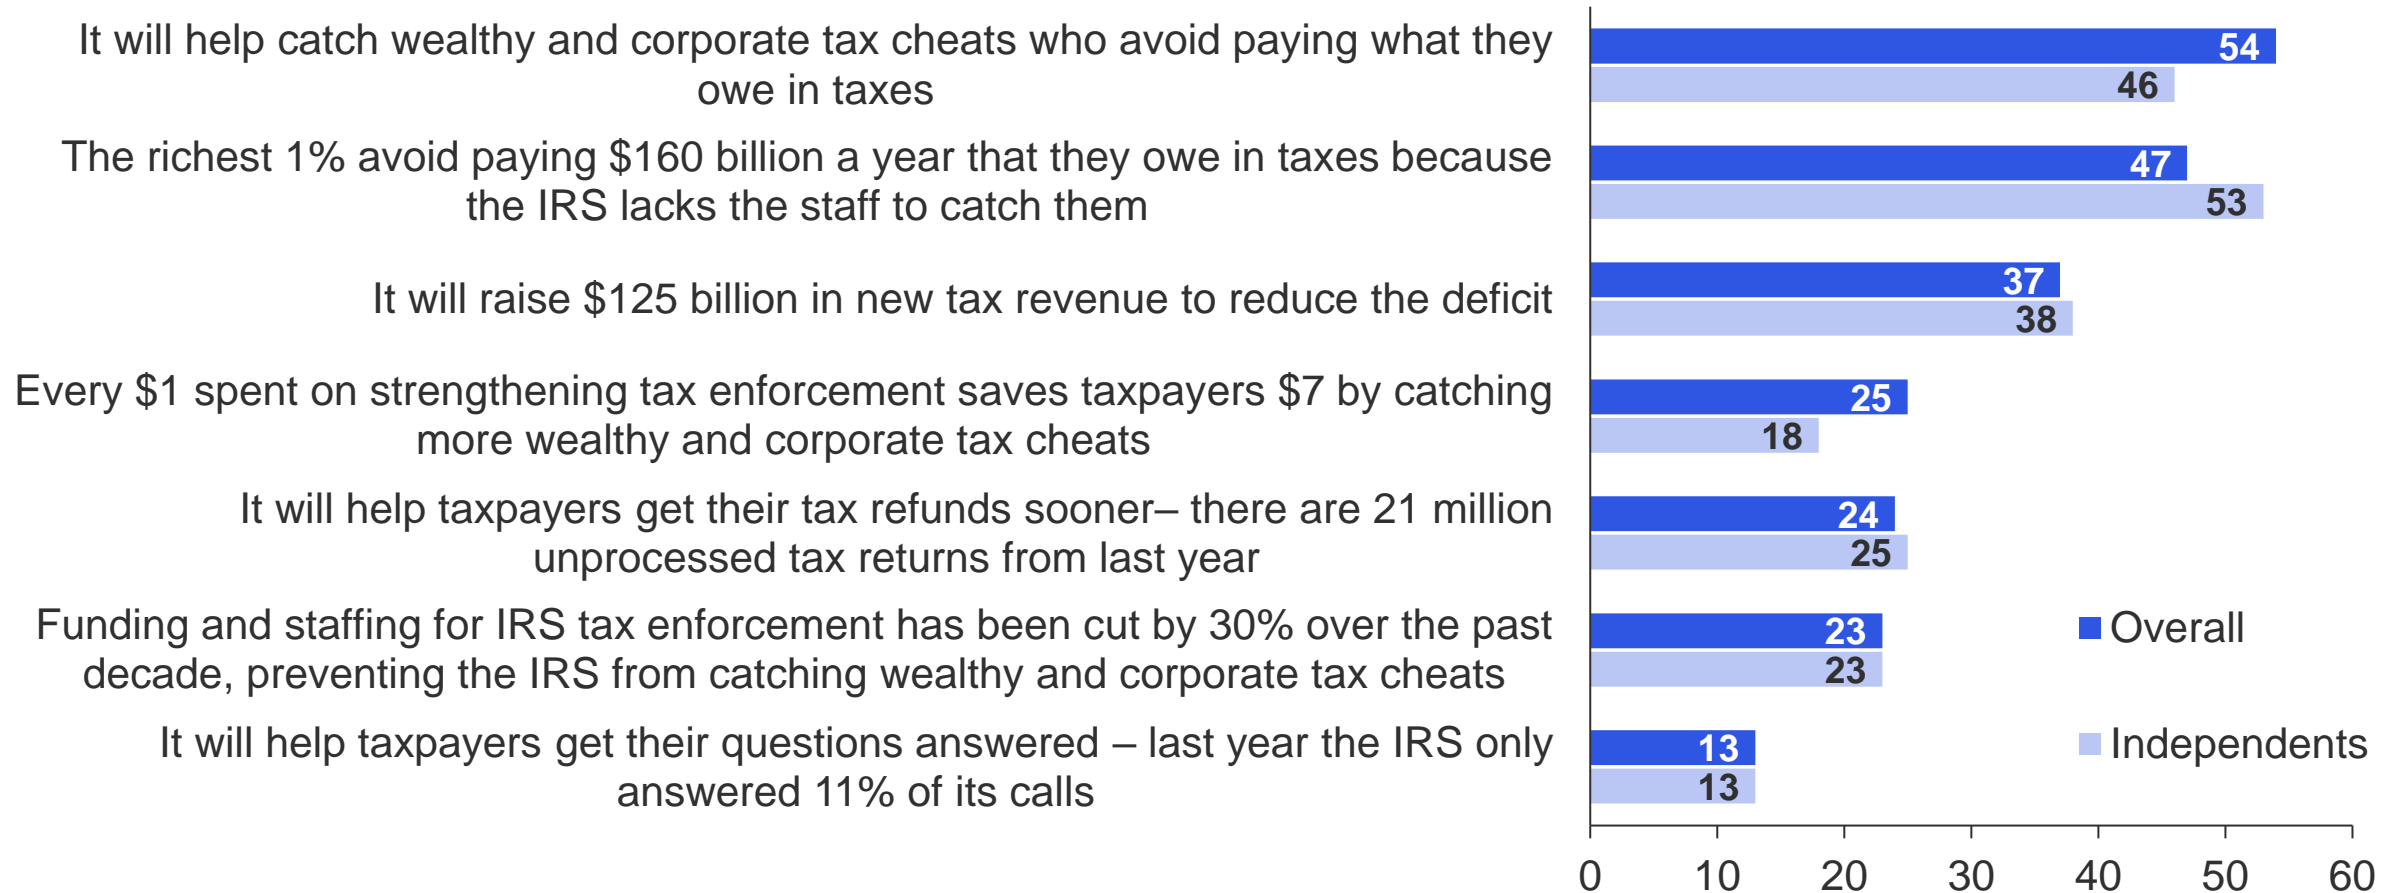 It will help catch wealthy and corporate tax cheats who avoid paying what they
owe in taxes
54
46
The richest 1% avoid paying $160 billion a year that they owe in taxes because
the IRS lacks the staff to catch them
47
53
It will raise $125 billion in new tax revenue to reduce the deficit
37
38
Every $1 spent on strengthening tax enforcement saves taxpayers $7 by catching
more wealthy and corporate tax cheats
25
18
It will help taxpayers get their tax refunds sooner– there are 21 million
unprocessed tax returns from last year
24
25
Funding and staffing for IRS tax enforcement has been cut by 30% over the past
decade, preventing the IRS from catching wealthy and corporate tax cheats
23
23
It will help taxpayers get their questions answered – last year the IRS only
answered 11% of its calls
13
13
Overall
Independents
0 10 20 30 40 50 60